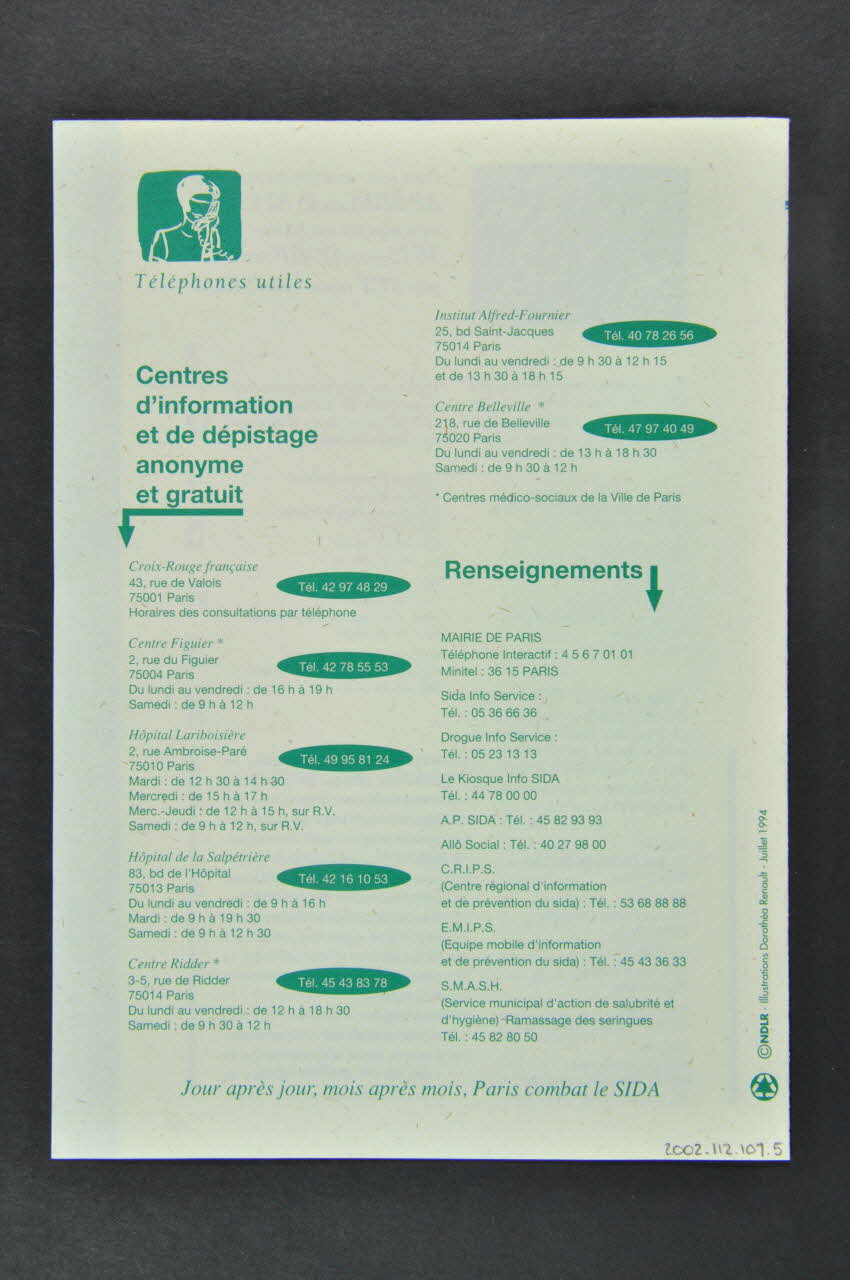 Téléphones utiles
Centres
d'information
et de dépistage
anonyme
et gratuit
Croix-Rouge française
43, rue de Valois
75001 Paris
Tél. 42 97 48 29
Horaires des consultations par téléphone
Centre Figuier *
2, rue du Figuier
75004 Paris
Tél. 42 78 55 53
Du lundi au vendredi : de 16 h à 19 h
Samedi : de 9 h à 12 h
Hôpital Lariboisière
2, rue Ambroise-Paré
75010 Paris
Tél. 49 95 81 24
Mardi : de 12 h 30 à 14 h 30
Mercredi : de 15 h à 17 h
Merc.-Jeudi : de 12 h à 15 h, sur R.V.
Samedi : de 9 h à 12 h, sur R.V.
Hôpital de la Salpétrière
83, bd de l'Hôpital
75013 Paris
Tél. 42 16 10 53
Du lundi au vendredi : de 9 h à 16 h
Mardi : de 9 h à 19 h 30
Samedi : de 9 h à 12 h 30
Centre Ridder *
3-5, rue de Ridder
75014 Paris
Tél. 45 43 83 78
Du lundi au vendredi : de 12 h à 18 h 30
Samedi : de 9 h 30 à 12 h
Institut Alfred-Fournier
25, bd Saint-Jacques
75014 Paris
Tél. 40 78 26 56
Du lundi au vendredi : de 9 h 30 à 12 h 15
et de 13 h 30 à 18 h 15
Centre Belleville *
218, rue de Belleville
75020 Paris
Tél. 47 97 40 49
Du lundi au vendredi : de 13 h à 18 h 30
Samedi : de 9 h 30 à 12 h
* Centres médico-sociaux de la Ville de Paris
Renseignements
MAIRIE DE PARIS
Téléphone Interactif : 4 5 6 7 01 01
Minitel : 36 15 PARIS
Sida Info Service :
Tél. : 05 36 66 36
Drogue Info Service :
Tél. : 05 23 13 13
Le Kiosque Info SIDA
Tél. : 44 78 00 00
A.P. SIDA : Tél. : 45 82 93 93
Allô Social : Tél. : 40 27 98 00
C.R.I.P.S.
(Centre régional d'information
et de prévention du sida) : Tél. : 53 68 88 88
E.M.I.P.S.
(Equipe mobile d'information
et de prévention du sida) : Tél. : 45 43 36 33
S.M.A.S.H.
(Service municipal d'action de salubrité et
d'hygiène) -Ramassage des seringues
Tél. : 45 82 80 50
©NDLR - Illustrations Dorothéa Renault - Juillet 1994
Jour après jour, mois après mois, Paris combat le SIDA
2002.112.107.5